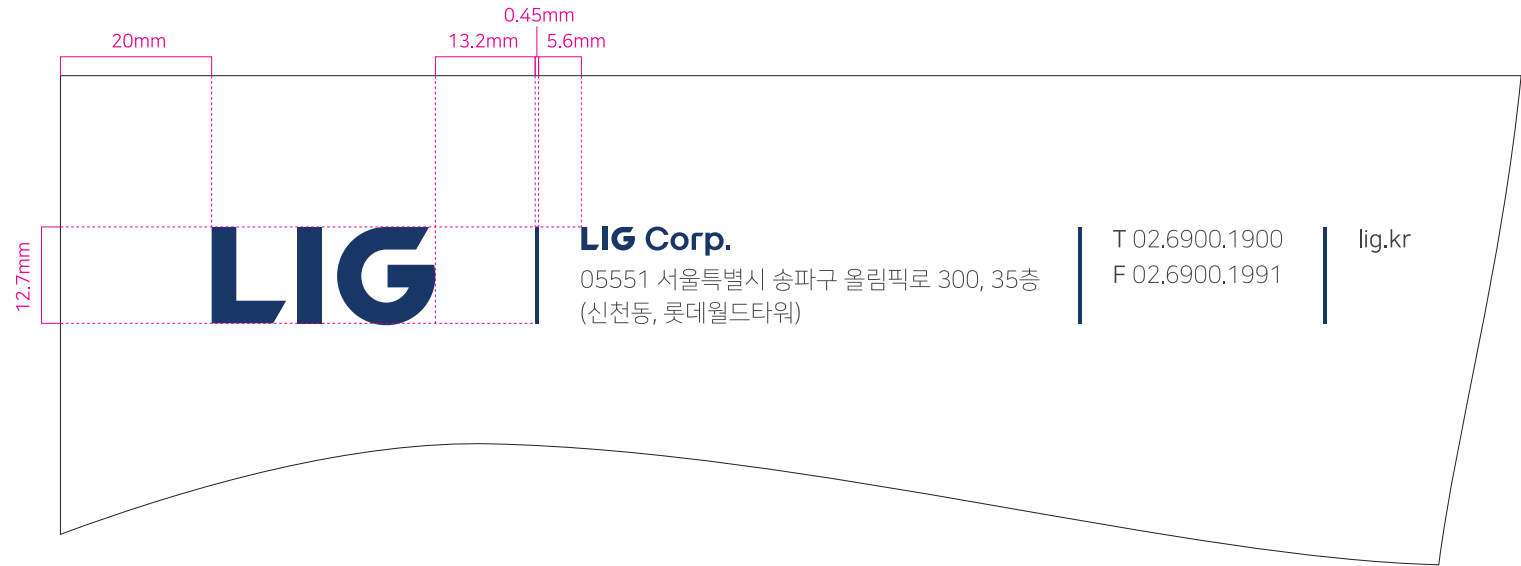 0.45mm
20mm
13.2mm
5.6mm
12.7mm
LIG
LIG Corp.
05551 서울특별시 송파구 올림픽로 300, 35층
(신천동, 롯데월드타워)
T 02.6900.1900
F 02.6900.1991
lig.kr